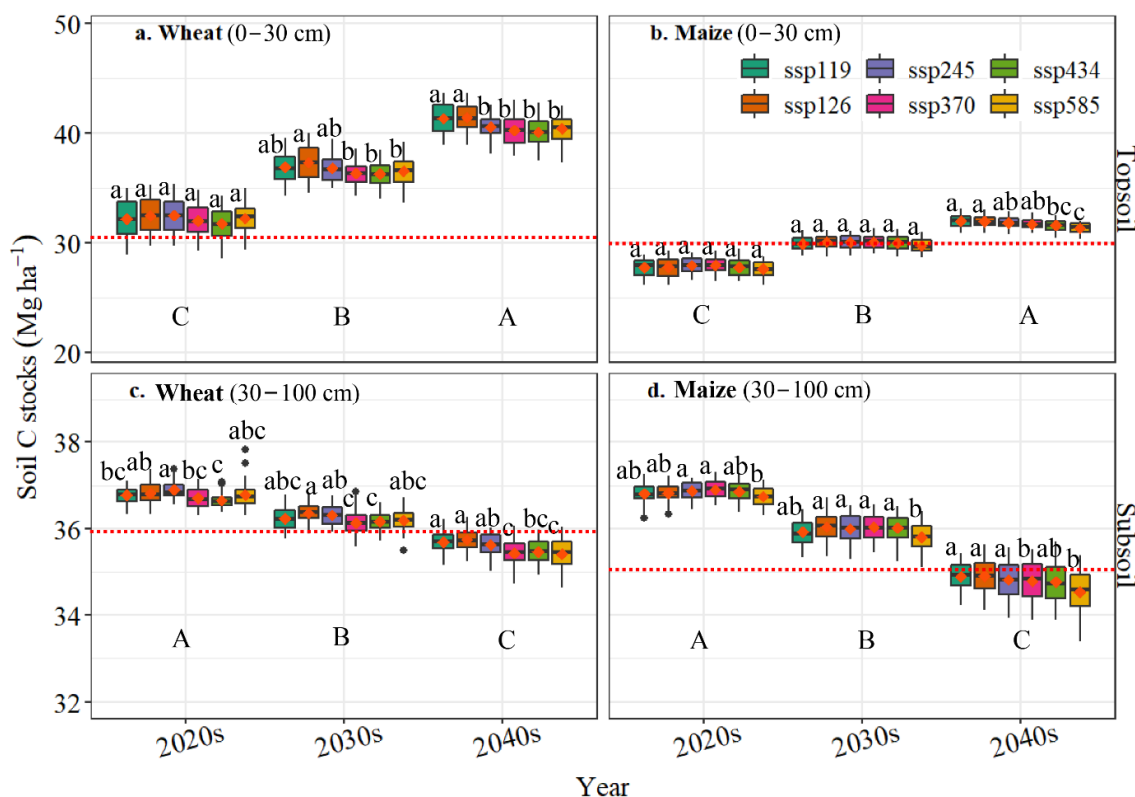 a. Wheat (0−30 cm)
b. Maize (0−30 cm)
ssp119 ssp245 ssp434
ssp126 ssp370 ssp585
50
40
30
20
a a a a a a
ab a ab b b b
a a b b b b
C B A
a a a a a a
a a a a a a
a a ab ab bc c
C B A
Topsoil
Soil C stocks (Mg ha−1)
c. Wheat (30−100 cm)
d. Maize (30−100 cm)
38
36
34
32
bc ab a bc c abc
abc a ab c c abc
a a ab c bc c
A B C
ab ab a a ab b
ab a a a a b
a a a b ab b
A B C
Subsoil
2020s 2030s 2040s
2020s 2030s 2040s
Year